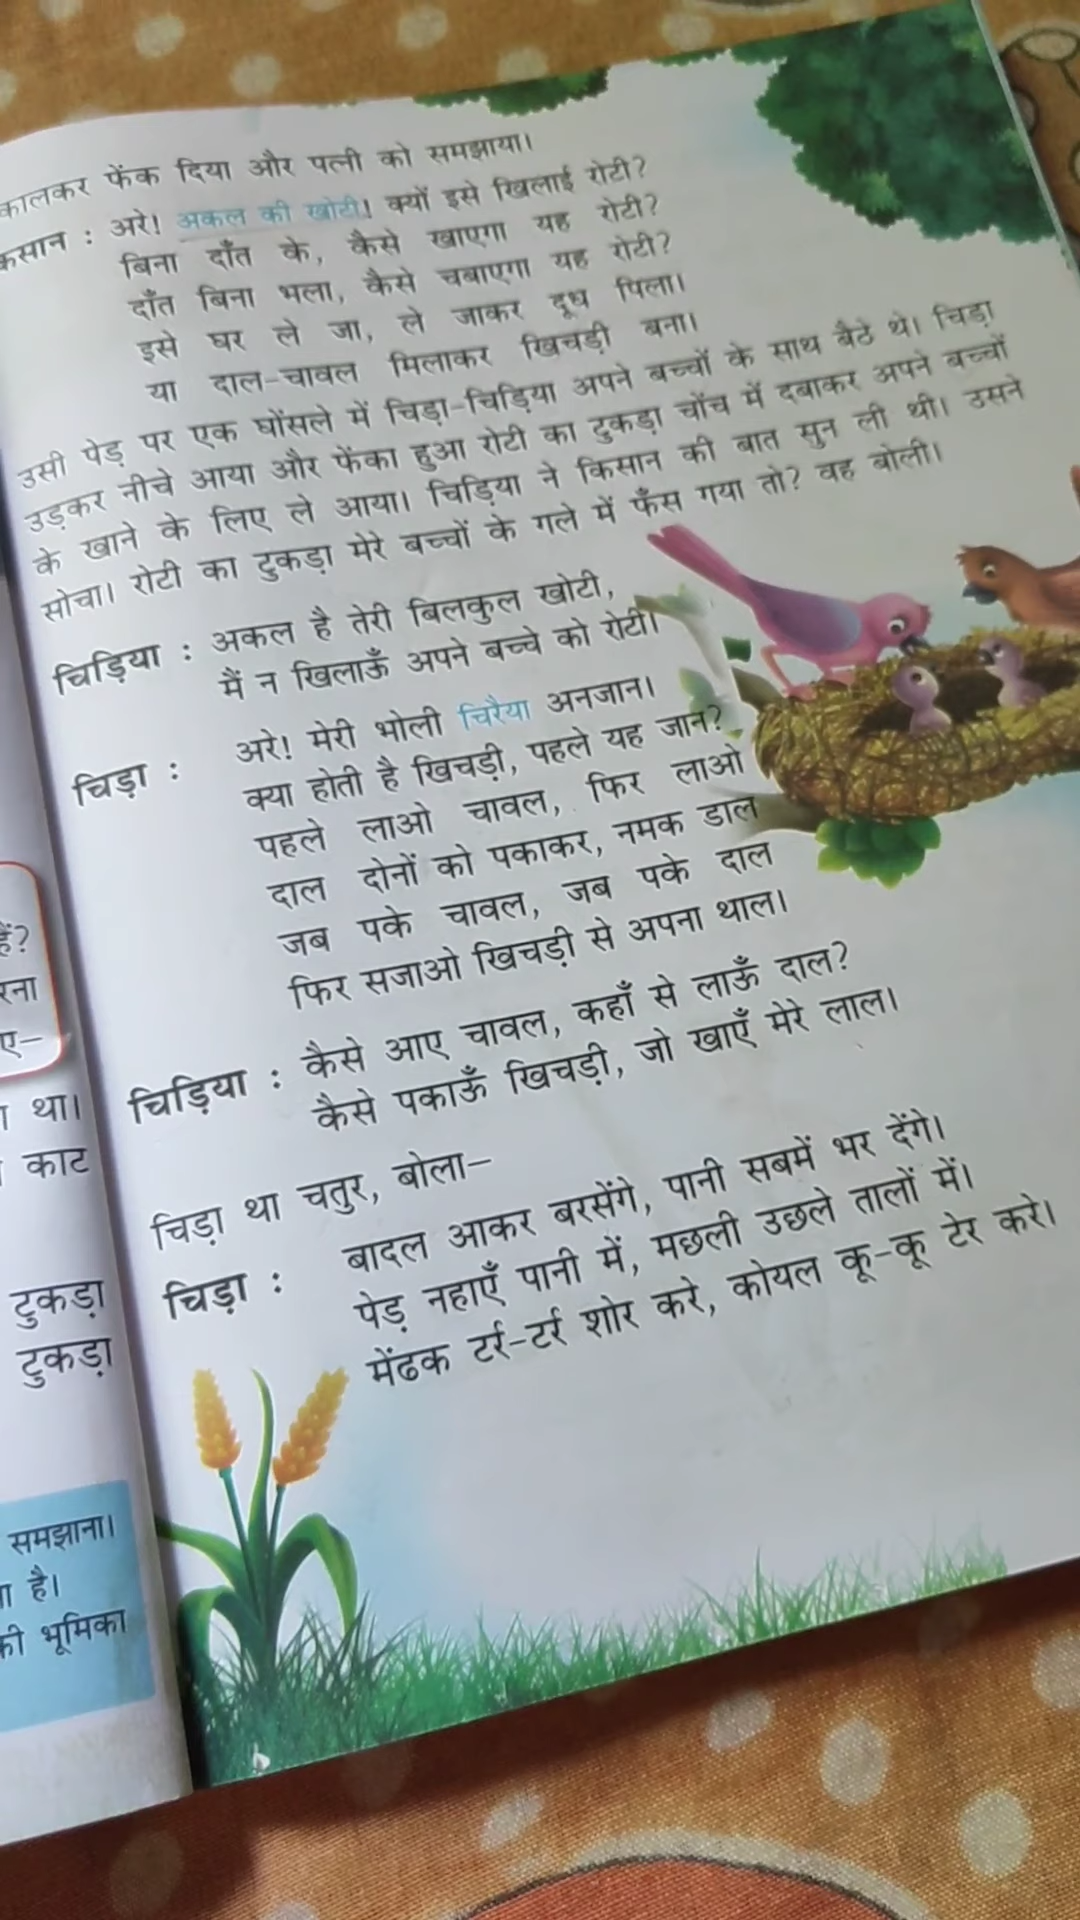 कालकर फेंक दिया और पत्नी को समझाया।
कसान : अरे! अकल की खोटी! क्यों इसे खिलाई रोटी?
बिना दाँत के, कैसे खाएगा यह रोटी?
दाँत बिना भला, कैसे चबाएगा यह रोटी?
इसे घर ले जा, ले जाकर दूध पिला।
या दाल-चावल मिलाकर खिचड़ी बना।
उसी पेड़ पर एक घोंसले में चिड़ा-चिड़िया अपने बच्चों के साथ बैठे थे। चिड़ा
उड़कर नीचे आया और फेंका हुआ रोटी का टुकड़ा चोंच में दबाकर अपने बच्चों
के खाने के लिए ले आया। चिड़िया ने किसान की बात सुन ली थी। उसने
सोचा। रोटी का टुकड़ा मेरे बच्चों के गले में फँस गया तो? वह बोली।
चिड़िया : अकल है तेरी बिलकुल खोटी,
मैं न खिलाऊँ अपने बच्चे को रोटी।
चिड़ा : अरे! मेरी भोली चिरैया अनजान।
क्या होती है खिचड़ी, पहले यह जान?
पहले लाओ चावल, फिर लाओ
दाल दोनों को पकाकर, नमक डाल
जब पके चावल, जब पके दाल
फिर सजाओ खिचड़ी से अपना थाल।
चिड़िया : कैसे आए चावल, कहाँ से लाऊँ दाल?
कैसे पकाऊँ खिचड़ी, जो खाएँ मेरे लाल।
चिड़ा था चतुर, बोला-
चिड़ा : बादल आकर बरसेंगे, पानी सबमें भर देंगे।
पेड़ नहाएँ पानी में, मछली उछले तालों में।
मेंढक टर्र-टर्र शोर करे, कोयल कू-कू टेर करे।
हैं?
रना
ए-
था।
काट
टुकड़ा
टुकड़ा
समझाना।
है।
की भूमिका